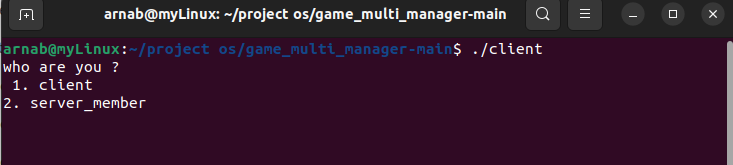 arnab@myLinux: ~/project os/game_multi_manager-main
arnab@myLinux:~/project os/game_multi_manager-main$ ./client
who are you ?
 1. client
2. server_member